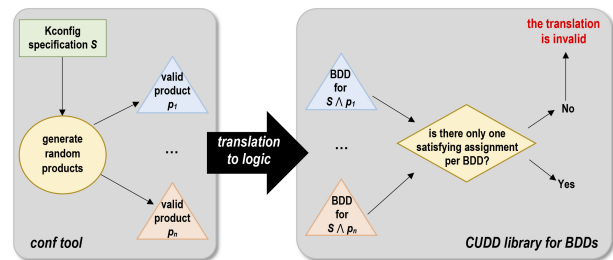 Kconfig
specification S
generate
random
products
valid
product
p1
...
valid
product
pn
conf tool
translation
to logic
BDD
for
S ∧ p1
...
BDD
for
S ∧ pn
is there only one
satisfying assignment
per BDD?
the translation
is invalid
No
Yes
CUDD library for BDDs